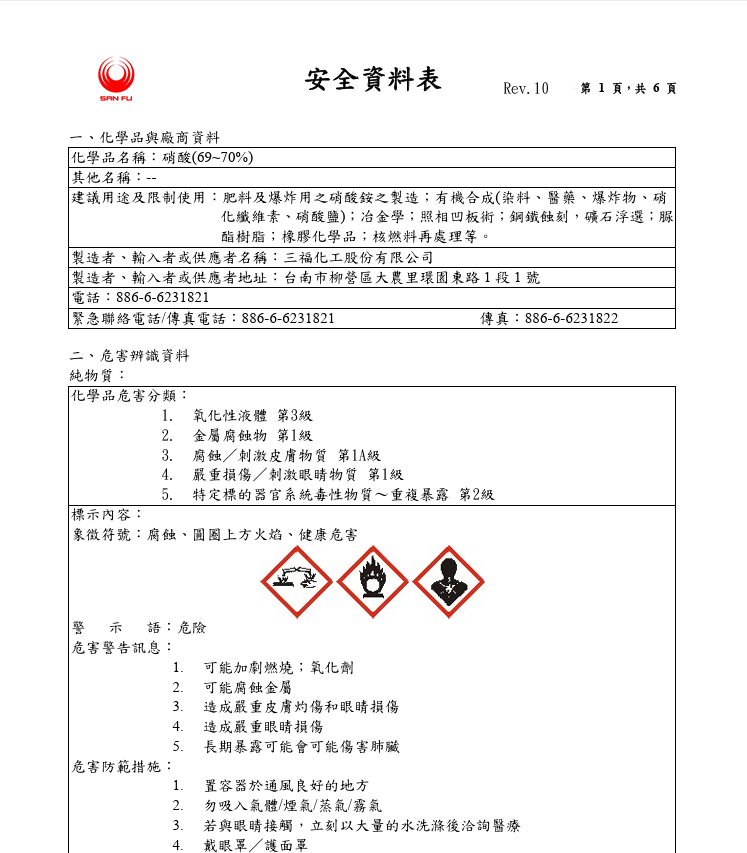 SAN FU
安全資料表 Rev.10 第 1 頁，共 6 頁
一、化學品與廠商資料
化學品名稱：硝酸(69~70%)
其他名稱：--
建議用途及限制使用：肥料及爆炸用之硝酸銨之製造；有機合成(染料、醫藥、爆炸物、硝
化纖維素、硝酸鹽)；冶金學；照相凹板術；鋼鐵蝕刻，礦石浮選；脲
酯樹脂；橡膠化學品；核燃料再處理等。
製造者、輸入者或供應者名稱：三福化工股份有限公司
製造者、輸入者或供應者地址：台南市柳營區大農里環園東路 1 段 1 號
電話：886-6-6231821
緊急聯絡電話/傳真電話：886-6-6231821 傳真：886-6-6231822
二、危害辨識資料
純物質：
化學品危害分類：
1. 氧化性液體 第3級
2. 金屬腐蝕物 第1級
3. 腐蝕／刺激皮膚物質 第1A級
4. 嚴重損傷／刺激眼睛物質 第1級
5. 特定標的器官系統毒性物質～重複暴露 第2級
標示內容：
象徵符號：腐蝕、圓圈上方火焰、健康危害
警 示 語：危險
危害警告訊息：
1. 可能加劇燃燒；氧化劑
2. 可能腐蝕金屬
3. 造成嚴重皮膚灼傷和眼睛損傷
4. 造成嚴重眼睛損傷
5. 長期暴露可能會可能傷害肺臟
危害防範措施：
1. 置容器於通風良好的地方
2. 勿吸入氣體/煙氣/蒸氣/霧氣
3. 若與眼睛接觸，立刻以大量的水洗滌後洽詢醫療
4. 戴眼罩／護面罩